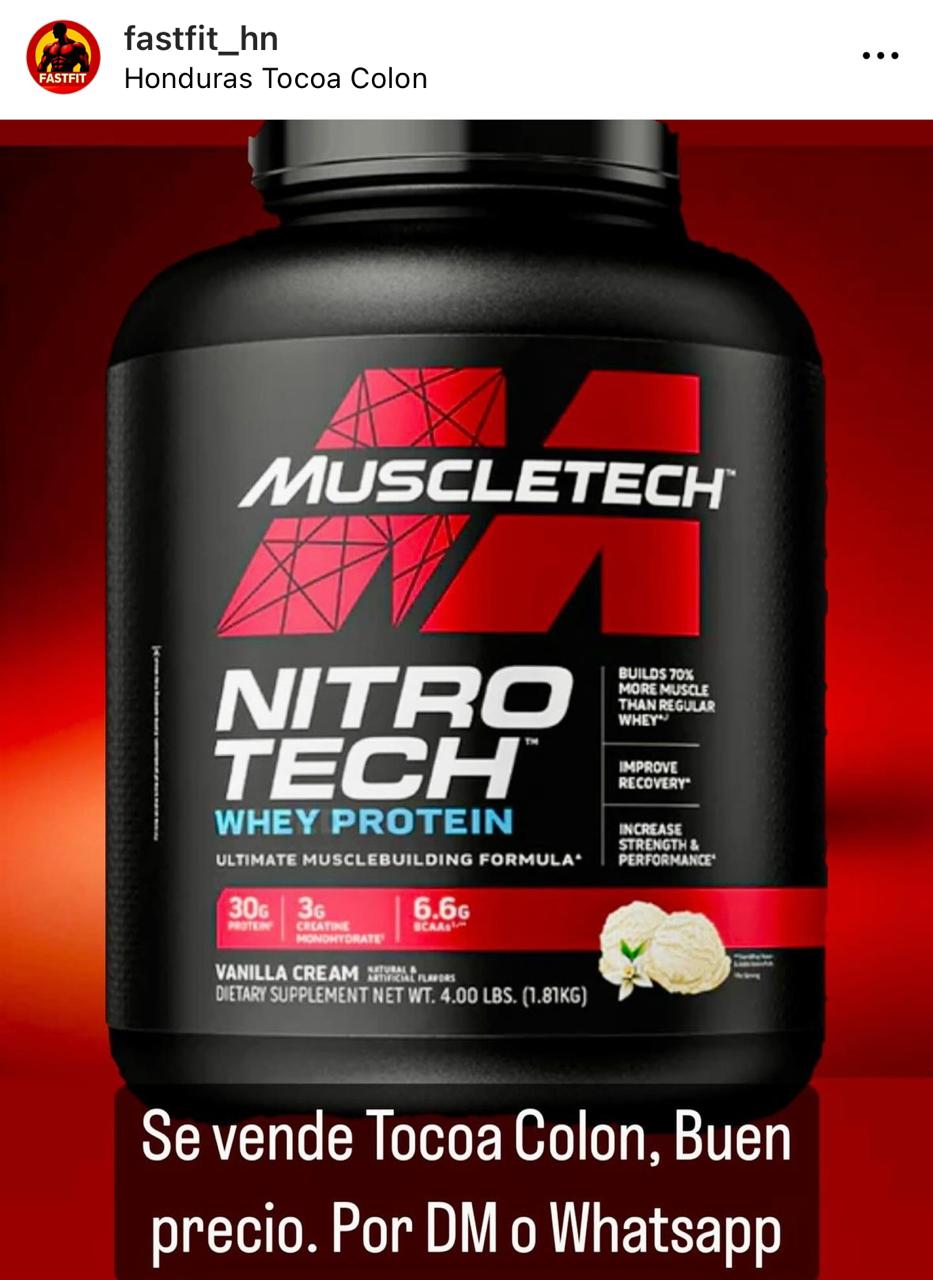 fastfit_hn
Honduras Tocoa Colon
FASTFIT
MUSCLETECH™
NITRO
TECH™
WHEY PROTEIN
ULTIMATE MUSCLEBUILDING FORMULA*
BUILDS 70%
MORE MUSCLE
THAN REGULAR
WHEY
IMPROVE
RECOVERY*
INCREASE
STRENGTH &
PERFORMANCE*
30G
PROTEIN
3G
CREATINE
MONOHYDRATE
6.6G
BCAAs
VANILLA CREAM NATURAL &
ARTIFICIAL FLAVORS
DIETARY SUPPLEMENT NET WT. 4.00 LBS. (1.81KG)
Se vende Tocoa Colon, Buen
precio. Por DM o Whatsapp